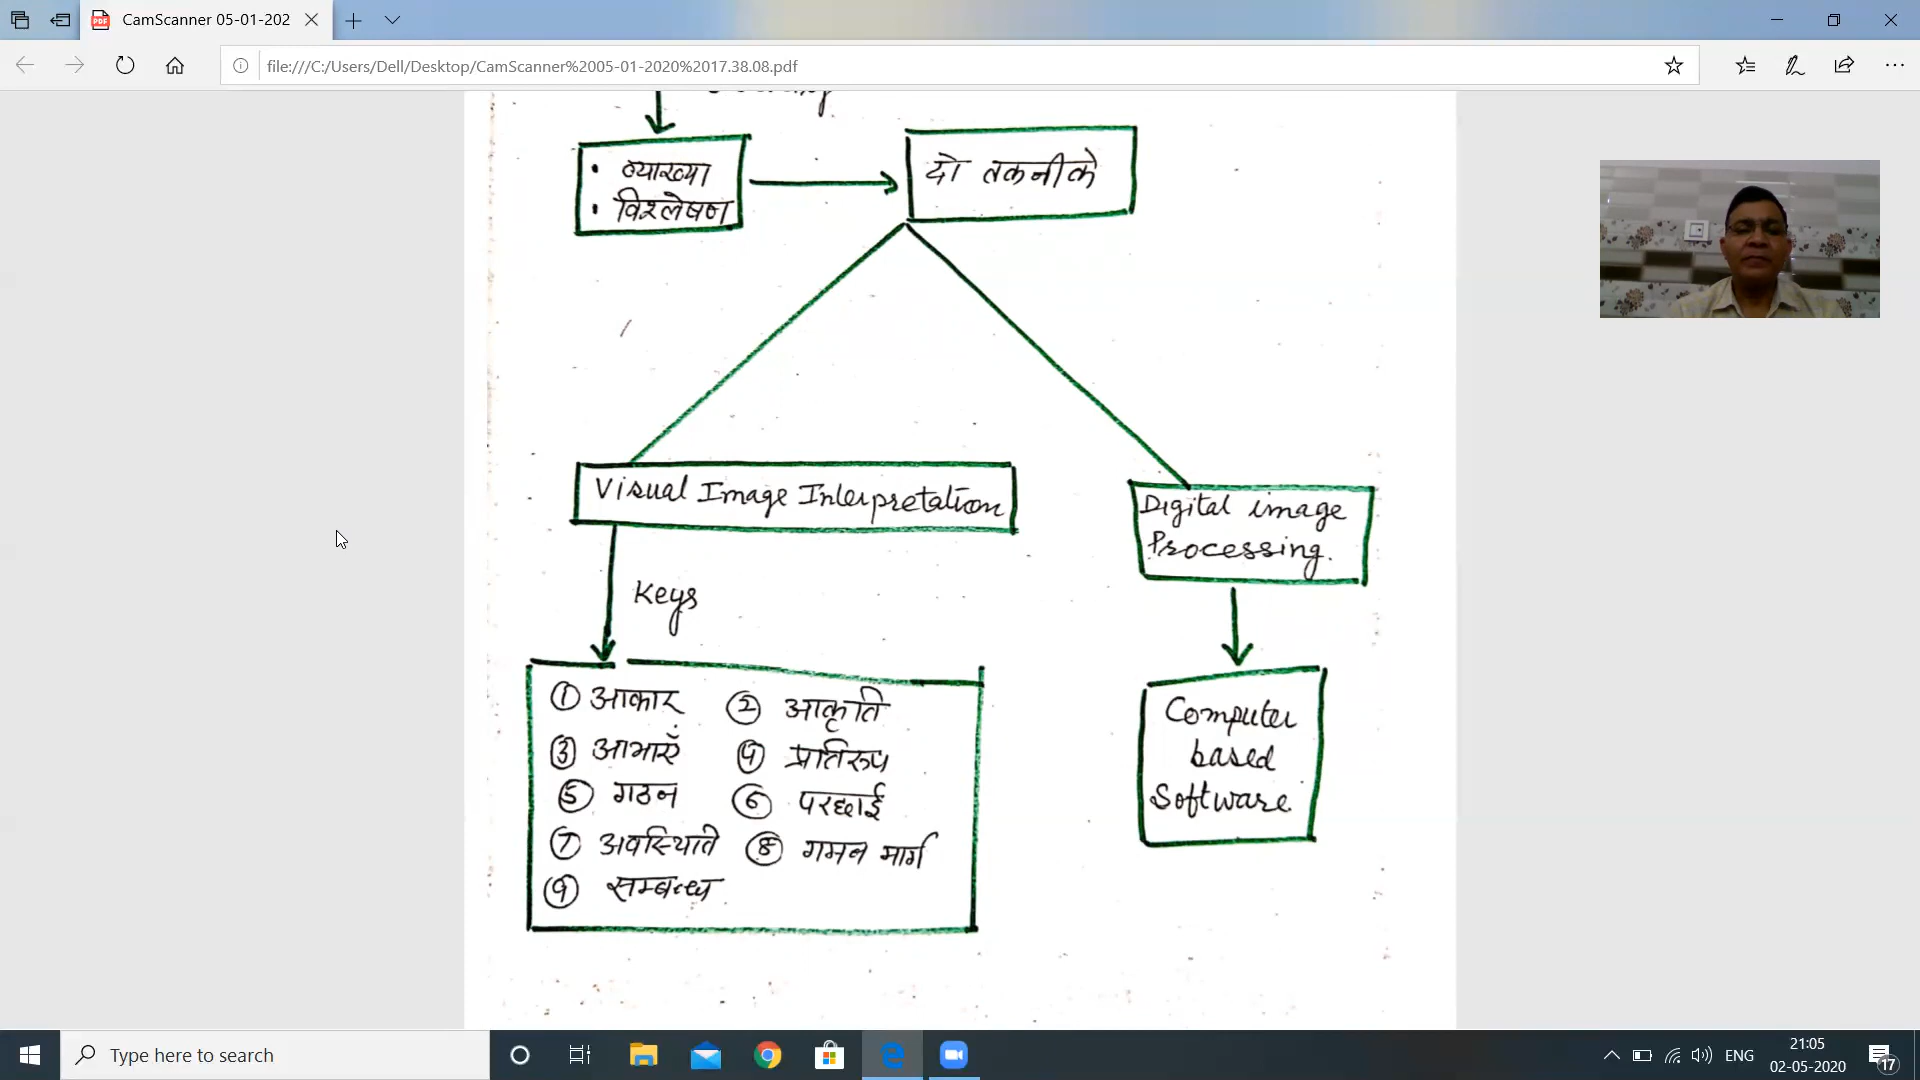 CamScanner 05-01-202
file:///C:/Users/Dell/Desktop/CamScanner%2005-01-2020%2017.38.08.pdf
• व्याख्या
• विश्लेषण
दो तकनीके
Visual Image Interpretation
Digital image
Processing.
Keys
① आकार ② आकृति
③ आभाएँ ④ प्रतिरूप
⑤ गठन ⑥ परछाई
⑦ अवस्थिति ⑧ गमन मार्ग
⑨ सम्बन्ध
Computer
based
Software
Type here to search
ENG
21:05
02-05-2020
17